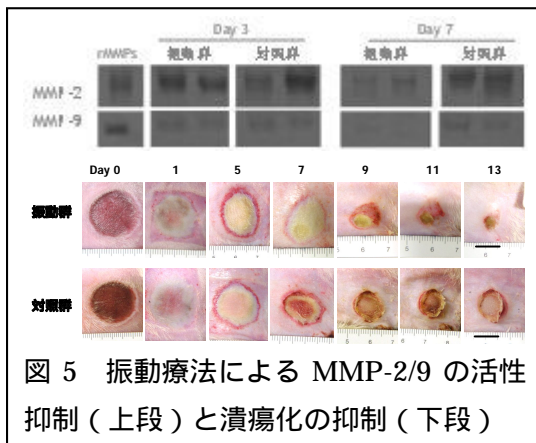 Day 3 Day 7
rMMPs 振動群 対照群 振動群 対照群
MMP-2
MMP-9
Day 0 1 5 7 9 11 13
振動群
対照群
図 5 振動療法による MMP-2/9 の活性
抑制(上段)と潰瘍化の抑制(下段)